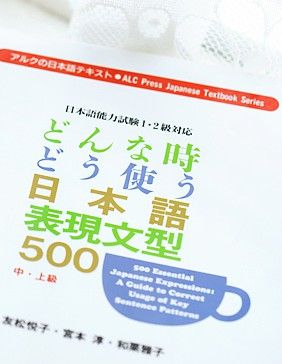 アルクの日本語テキスト●ALC Press Japanese Textbook Series
日本語能力試験1・2級対応
どんな時
どう使う
日本語
表現文型
500
中・上級
500 Essential
Japanese Expressions:
A Guide to Correct
Usage of Key
Sentence Patterns
友松悦子・宮本 淳・和栗雅子